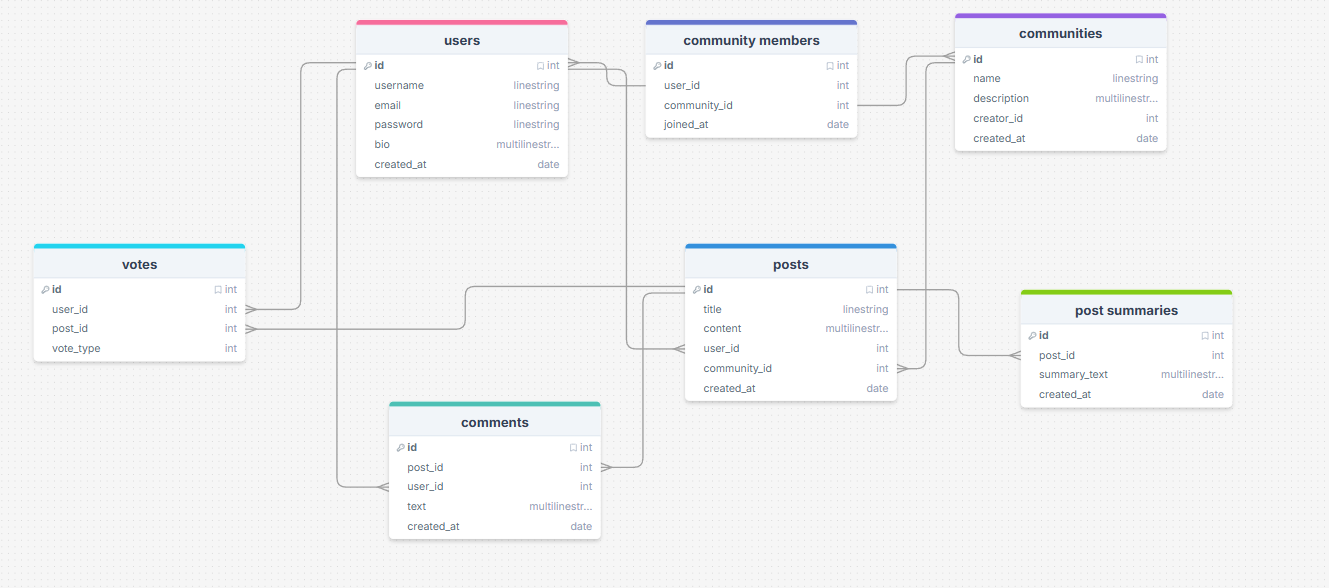 users
id int
username linestring
email linestring
password linestring
bio multilinestr...
created_at date
community members
id int
user_id int
community_id int
joined_at date
communities
id int
name linestring
description multilinestr...
creator_id int
created_at date
votes
id int
user_id int
post_id int
vote_type int
posts
id int
title linestring
content multilinestr...
user_id int
community_id int
created_at date
post summaries
id int
post_id int
summary_text multilinestr...
created_at date
comments
id int
post_id int
user_id int
text multilinestr...
created_at date